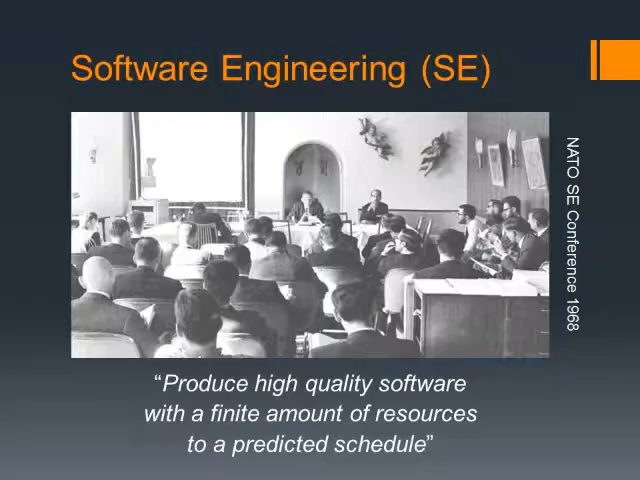 Software Engineering (SE)
NATO SE Conference 1968
“Produce high quality software
with a finite amount of resources
to a predicted schedule”